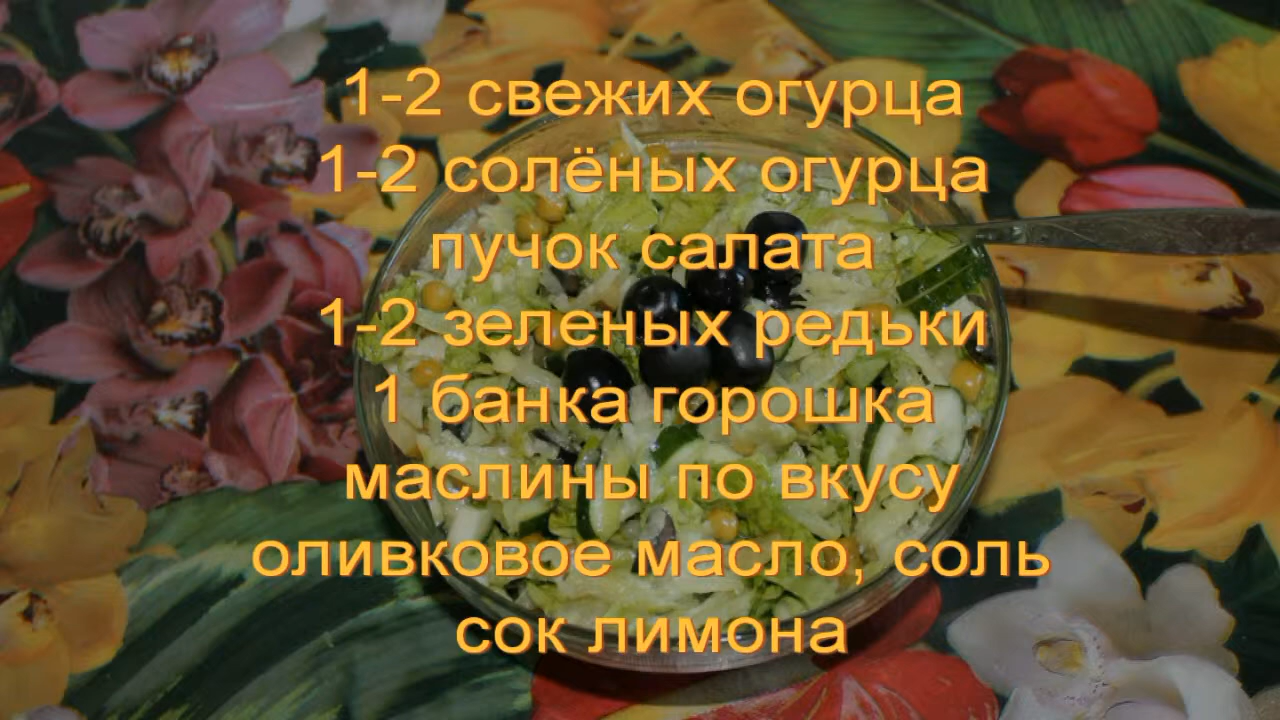 1-2 свежих огурца
1-2 солёных огурца
пучок салата
1-2 зеленых редьки
1 банка горошка
маслины по вкусу
оливковое масло, соль
сок лимона